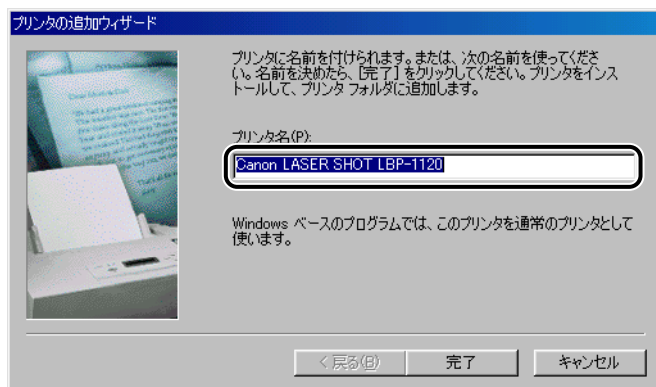 プリンタの追加ウィザード
プリンタに名前を付けられます。または、次の名前を使ってくださ
い。名前を決めたら、[完了] をクリックしてください。プリンタをインス
トールして、プリンタ フォルダに追加します。
プリンタ名(P):
Canon LASER SHOT LBP-1120
Windows ベースのプログラムでは、このプリンタを通常のプリンタとして
使います。
< 戻る(B)
完了
キャンセル